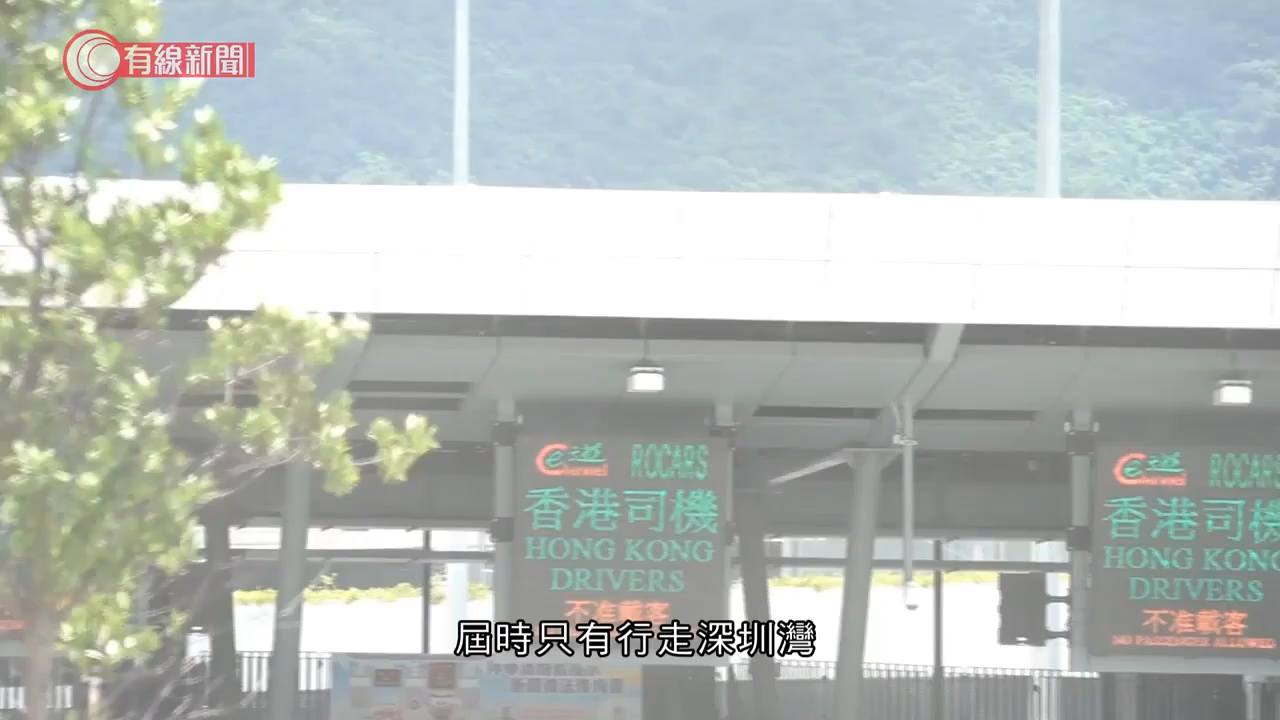 有線新聞
e道 ROCARS
Channel
香港司機
HONG KONG
DRIVERS
不准載客
e道 ROCARS
Channel
香港司機
HONG KONG
DRIVERS
不准載客
NO PASSENGER ALLOWED
屆時只有行走深圳灣